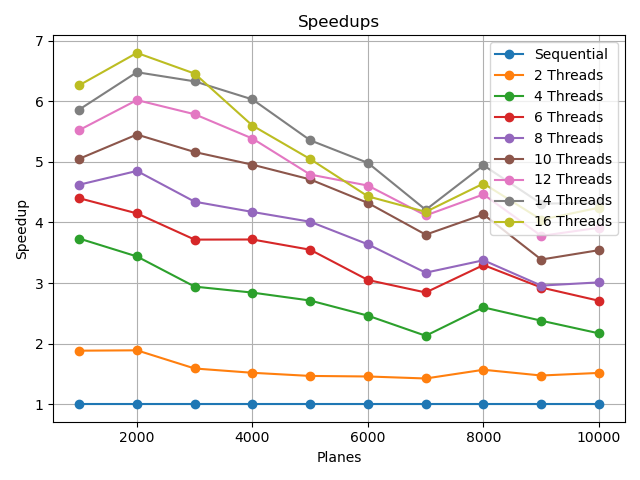 Speedups
7
6
5
4
3
2
1
Speedup
2000
4000
6000
8000
10000
Planes
Sequential
2 Threads
4 Threads
6 Threads
8 Threads
10 Threads
12 Threads
14 Threads
16 Threads